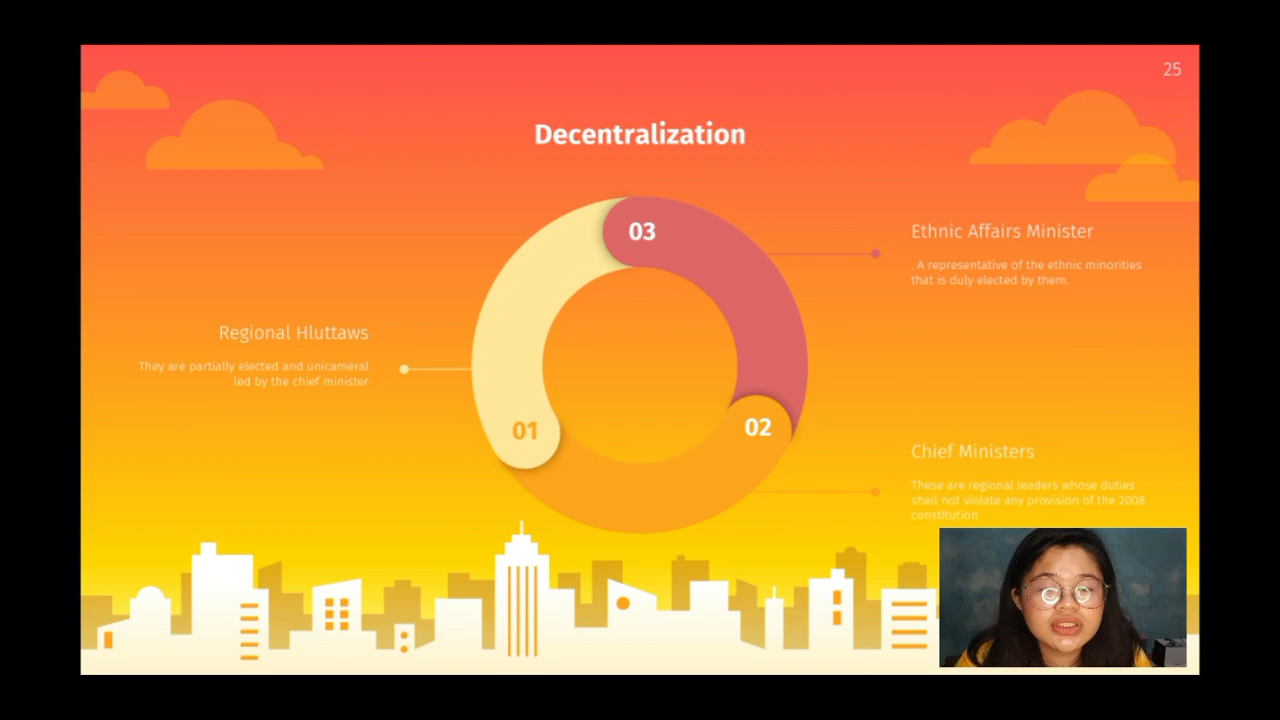 25
Decentralization
03
Ethnic Affairs Minister
. A representative of the ethnic minorities
that is duly elected by them.
Regional Hluttaws
They are partially elected and unicameral
led by the chief minister
01
02
Chief Ministers
These are regional leaders whose duties
shall not violate any provision of the 2008
constitution